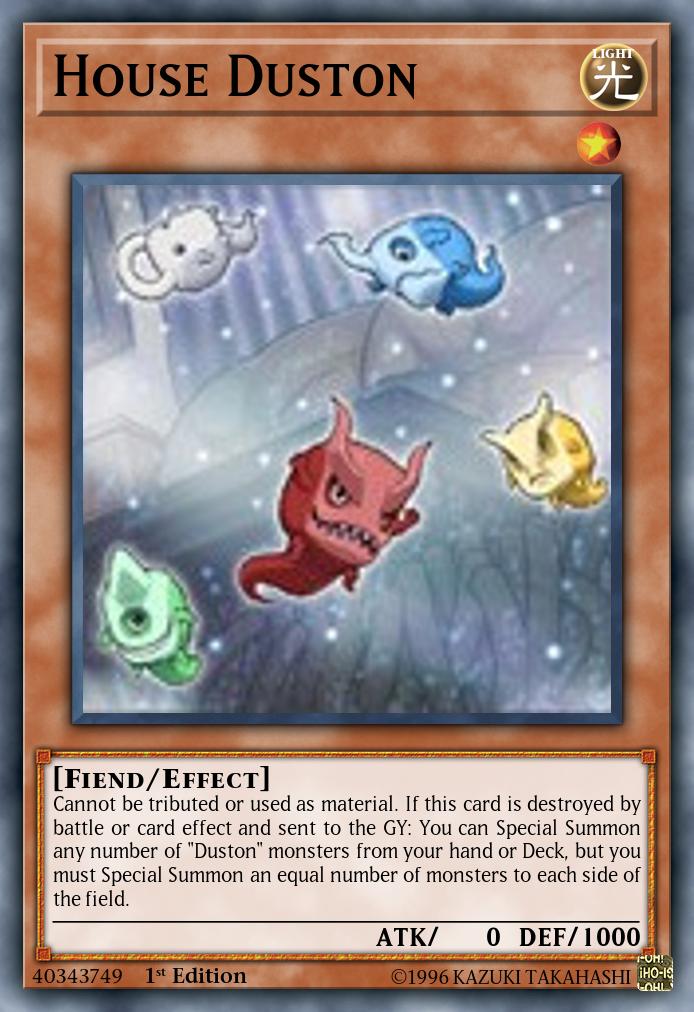 House Duston
LIGHT
光
[Fiend/Effect]
Cannot be tributed or used as material. If this card is destroyed by
battle or card effect and sent to the GY: You can Special Summon
any number of "Duston" monsters from your hand or Deck, but you
must Special Summon an equal number of monsters to each side of
the field.
ATK/ 0 DEF/1000
40343749 1st Edition ©1996 KAZUKI TAKAHASHI